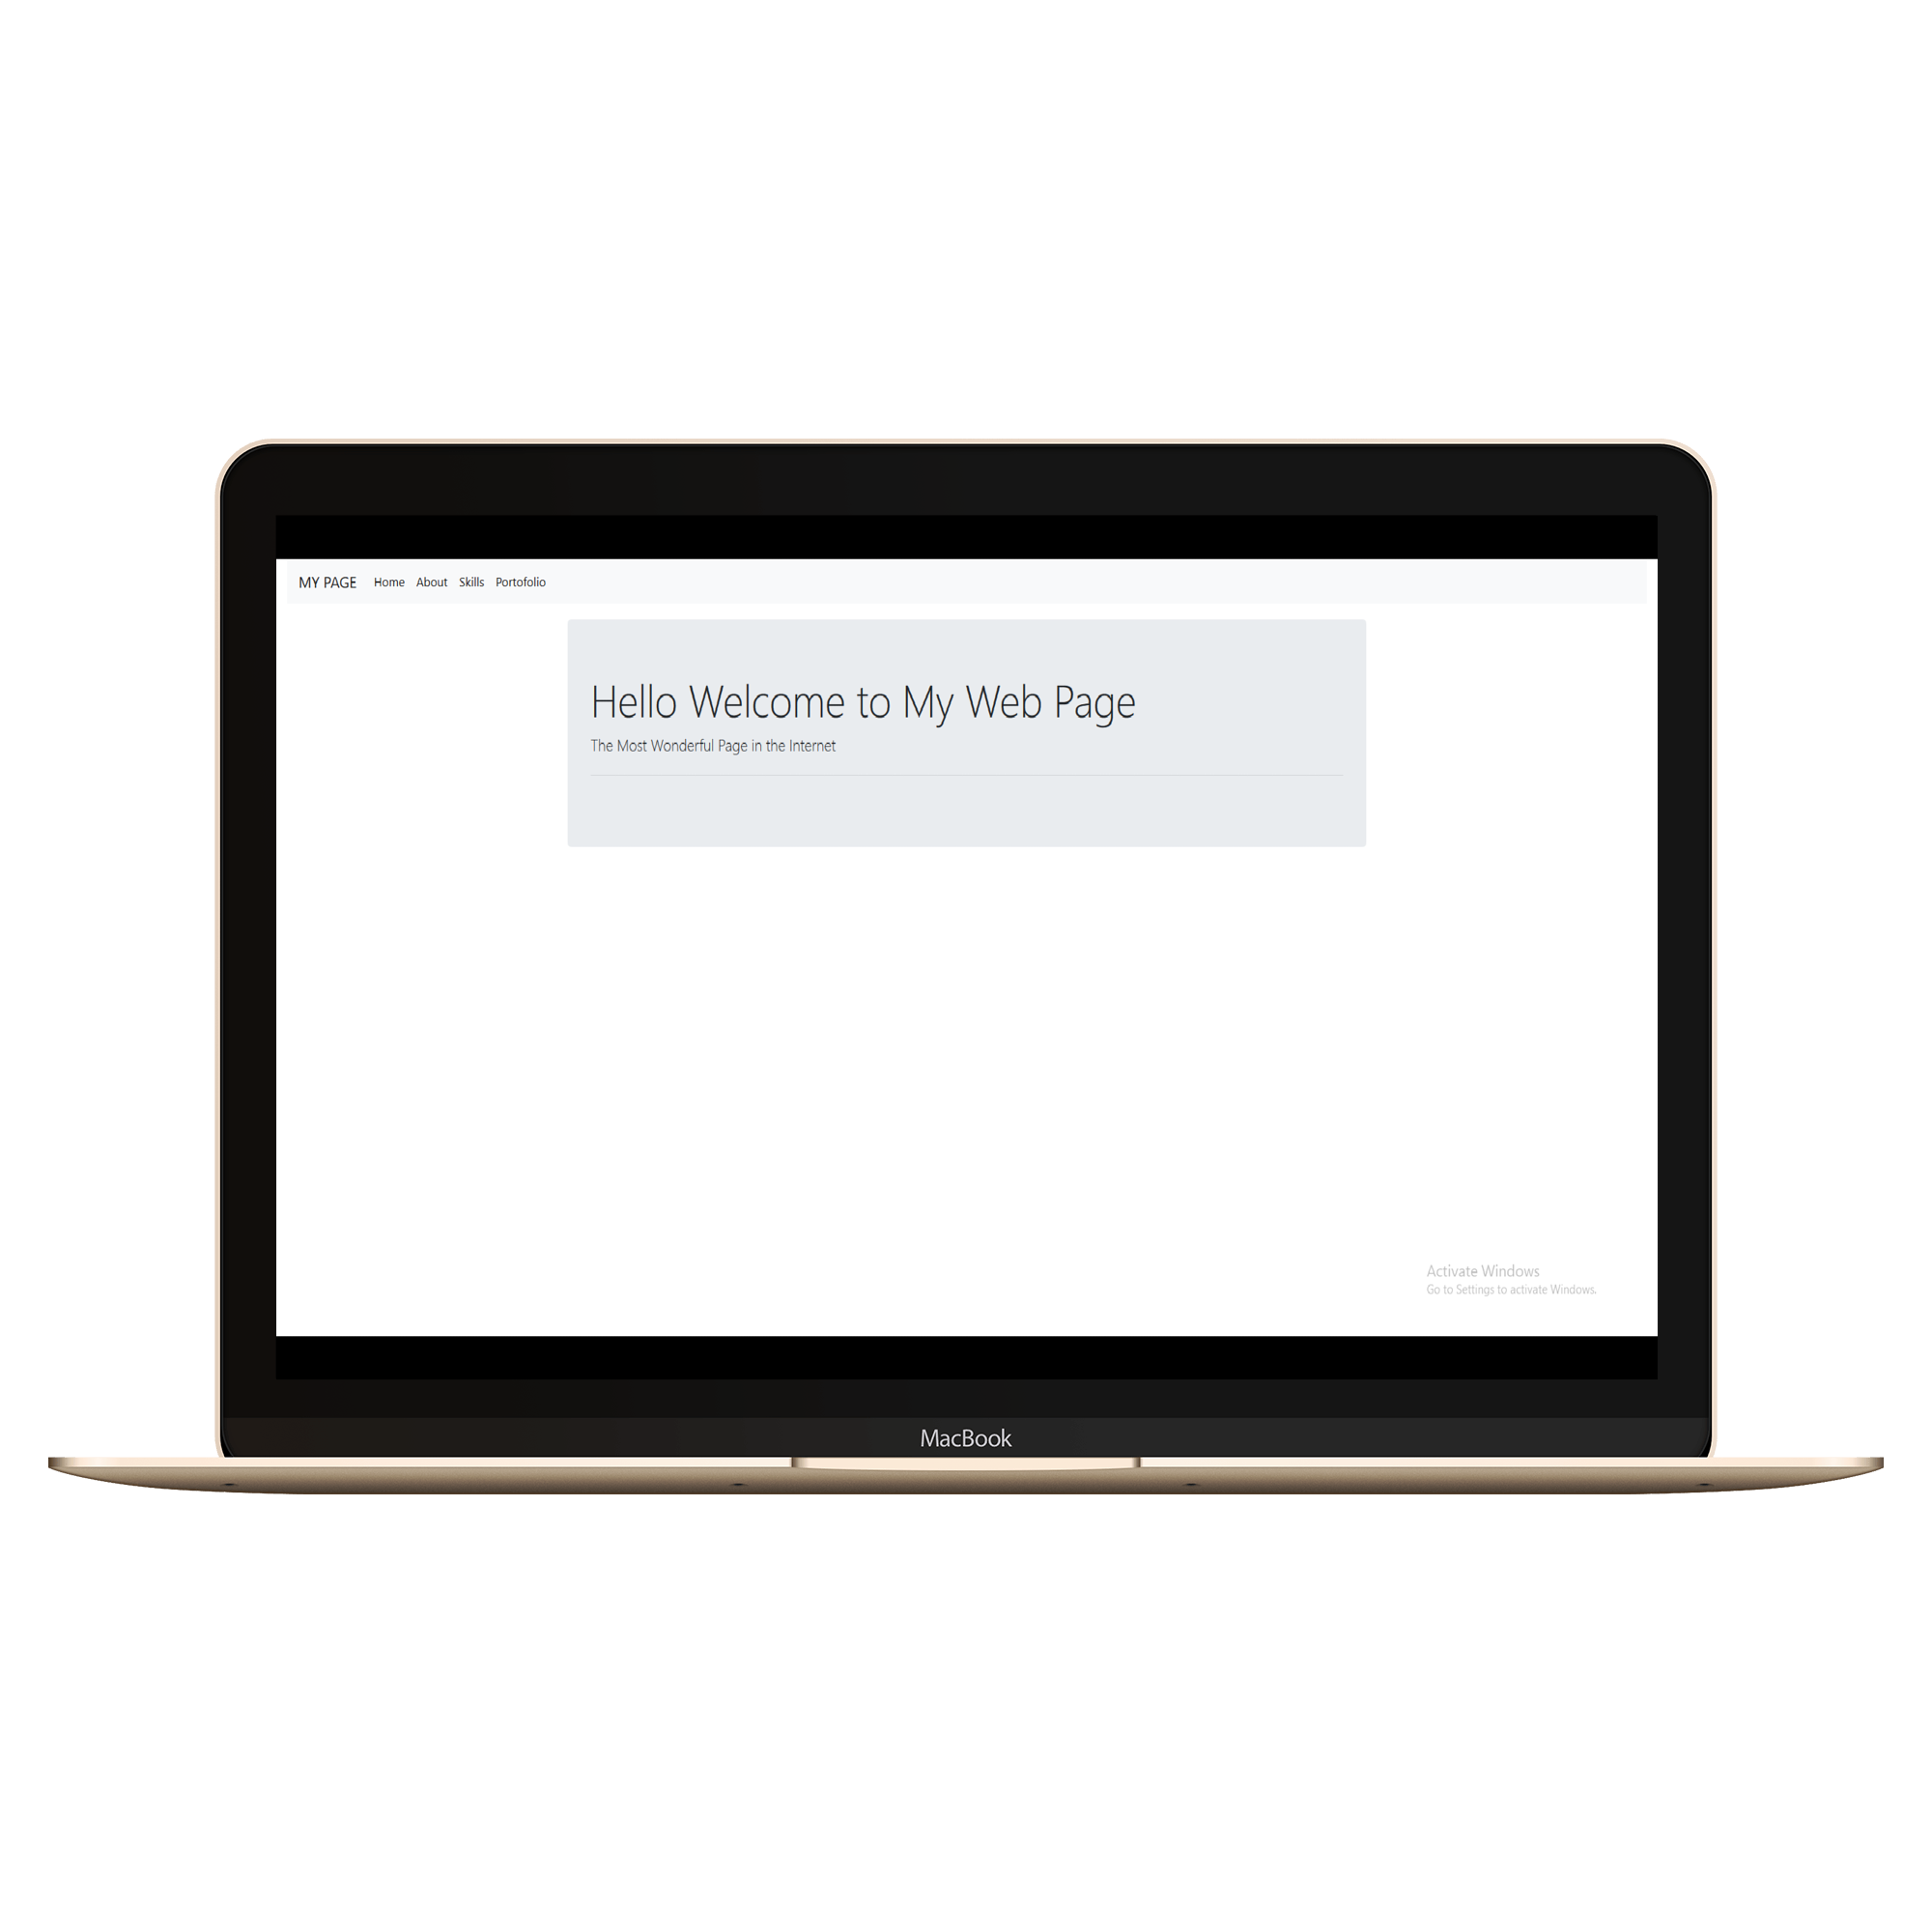 MY PAGE Home About Skills Portofolio
Hello Welcome to My Web Page
The Most Wonderful Page in the Internet
Activate Windows
Go to Settings to activate Windows.
MacBook